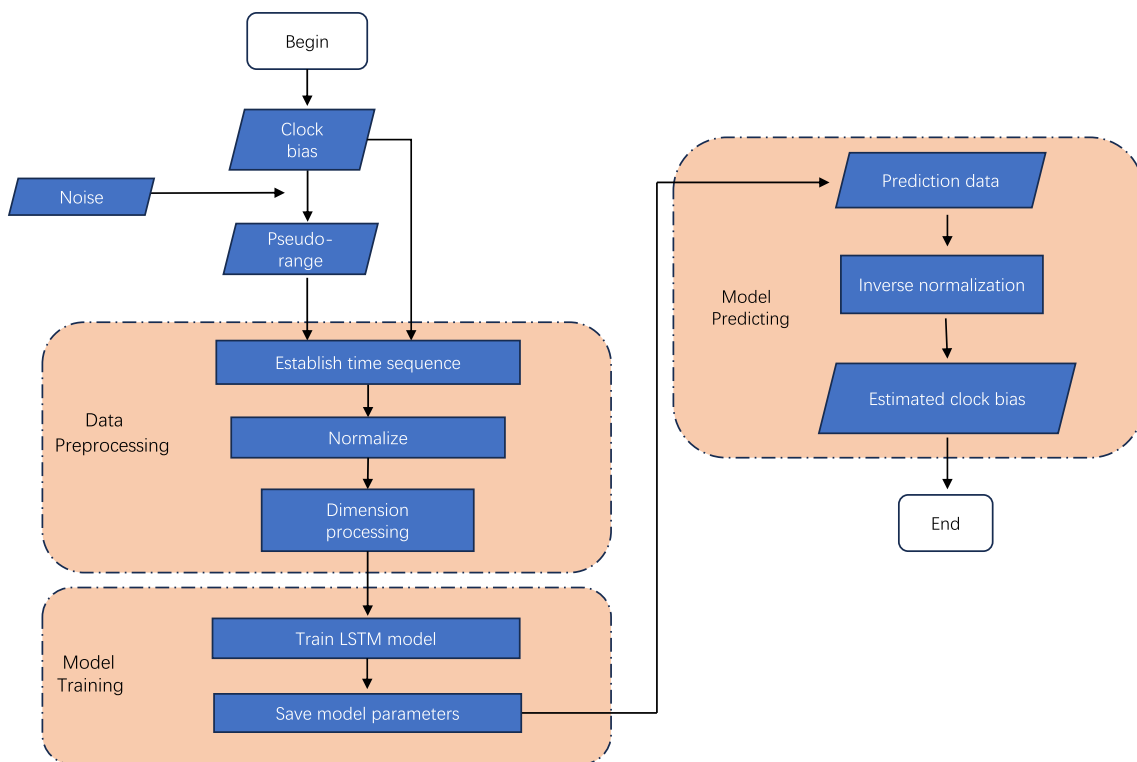 Begin
Clock
bias
Noise
Pseudo-
range
Establish time sequence
Data
Preprocessing
Normalize
Dimension
processing
Train LSTM model
Model
Training
Save model parameters
Prediction data
Inverse normalization
Model
Predicting
Estimated clock bias
End